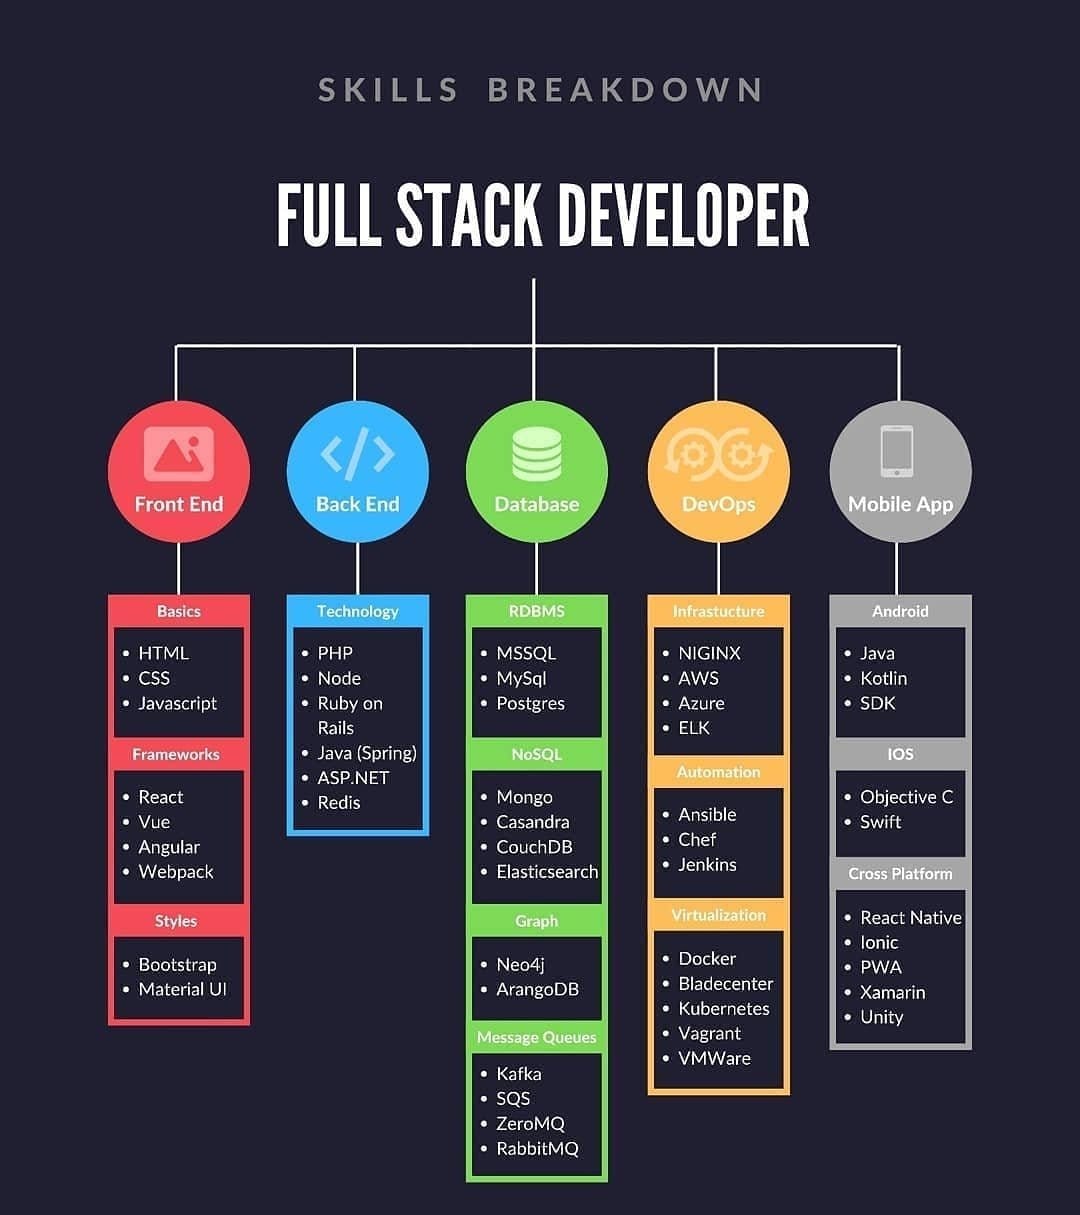 SKILLS BREAKDOWN
FULL STACK DEVELOPER
Front End
Basics
HTML
CSS
Javascript
Frameworks
React
Vue
Angular
Webpack
Styles
Bootstrap
Material UI
Back End
Technology
PHP
Node
Ruby on
Rails
Java (Spring)
ASP.NET
Redis
Database
RDBMS
MSSQL
MySql
Postgres
NoSQL
Mongo
Casandra
CouchDB
Elasticsearch
Graph
Neo4j
ArangoDB
Message Queues
Kafka
SQS
ZeroMQ
RabbitMQ
DevOps
Infrastucture
NIGINX
AWS
Azure
ELK
Automation
Ansible
Chef
Jenkins
Virtualization
Docker
Bladecenter
Kubernetes
Vagrant
VMWare
Mobile App
Android
Java
Kotlin
SDK
IOS
Objective C
Swift
Cross Platform
React Native
Ionic
PWA
Xamarin
Unity